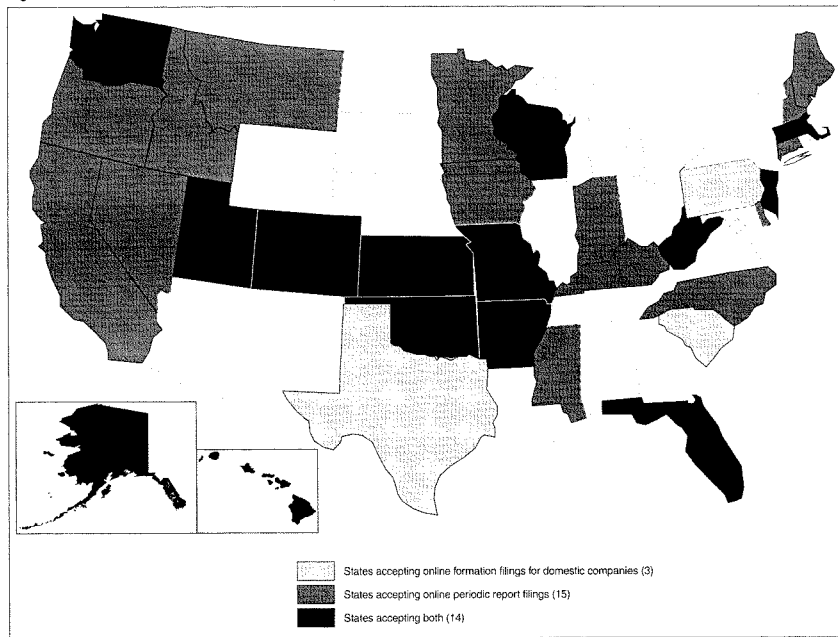 States accepting online formation filings for domestic companies (3)
States accepting online periodic report filings (15)
States accepting both (14)